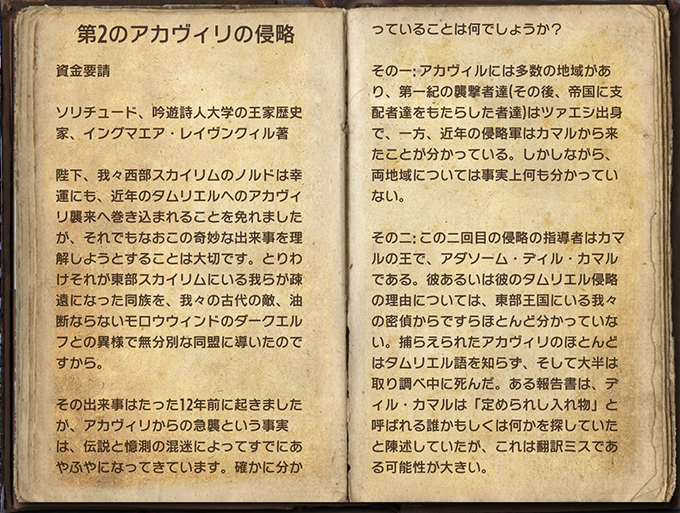 第2のアカヴィリの侵略
資金要請
ソリチュード、吟遊詩人大学の王家歴史
家、イングマエア・レイヴンクィル著
陛下、我々西部スカイリムのノルドは幸
運にも、近年のタムリエルへのアカヴィ
リ襲来へ巻き込まれることを免れました
が、それでもなおこの奇妙な出来事を理
解しようとすることは大切です。とりわ
けそれが東部スカイリムにいる我らが疎
遠になった同族を、我々の古代の敵、油
断ならないモロウウィンドのダークエル
フとの異様で無分別な同盟に導いたので
すから。
その出来事はたった12年前に起きました
が、アカヴィリからの急襲という事実
は、伝説と憶測の混迷によってすでにあ
やふやになってきています。確かに分か
っていることは何でしょうか？
その一: アカヴィルには多数の地域があ
り、第一紀の襲撃者達(その後、帝国に支
配者達をもたらした者達)はツァエシ出身
で、一方、近年の侵略軍はカマルから来
たことが分かっている。しかしながら、
両地域については事実上何も分かってい
ない。
その二: この二回目の侵略の指導者はカマ
ルの王で、アダソーム・ディル・カマル
である。彼あるいは彼のタムリエル侵略
の理由については、東部王国にいる我々
の密偵からですらほとんど分かっていな
い。捕らえられたアカヴィリのほとんど
はタムリエル語を知らず、そして大半は
取り調べ中に死んだ。ある報告書は、デ
ィル・カマルは「定められし入れ物」と
呼ばれる誰かもしくは何かを探していた
と陳述していたが、これは翻訳ミスであ
る可能性が大きい。